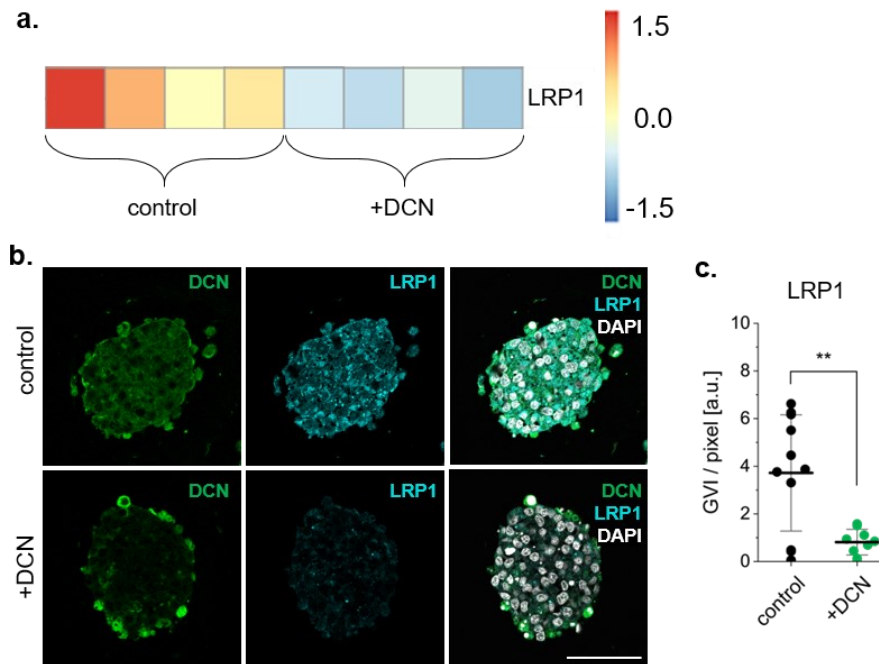 a.
1.5
0.0
-1.5
LRP1
control
+DCN
b.
control
DCN
LRP1
DCN
LRP1
DAPI
+DCN
DCN
LRP1
DCN
LRP1
DAPI
c.
LRP1
GVI / pixel [a.u.]
10
8
6
4
2
0
**
control
+DCN